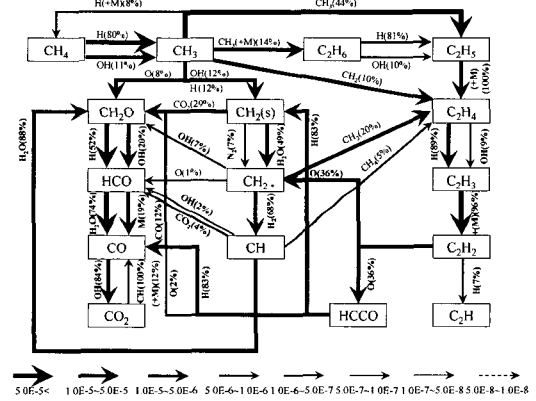 H(+M)(8%)
CH₃(44%)
CH₄
H(80%)
OH(11%)
CH₃
CH₃(+M)(14%)
C₂H₆
H(81%)
OH(10%)
C₂H₅
O(8%)
OH(12%)
H(12%)
CH₂(10%)
(+M)
(100%)
H₂O(88%)
CH₂O
CO₂(29%)
CH₂(s)
C₂H₄
H(52%)
OH(20%)
OH(7%)
N₂(7%)
H₂O(49%)
H(83%)
CH₃(20%)
CH₄(5%)
H(89%)
OH(9%)
HCO
O(1%)
CH₂
O(36%)
C₂H₃
H₂O(74%)
M(19%)
OH(2%)
CO₂(4%)
CO(12%)
H₂(68%)
(+M)(96%)
CO
CH
C₂H₂
OH(84%)
CH(100%)
(+M)(12%)
O(2%)
H(83%)
O(36%)
H(7%)
CO₂
HCCO
C₂H
5.0E-5< 1.0E-5~5.0E-5 1.0E-5~5.0E-6 5.0E-6~1.0E-6 1.0E-6~5.0E-7 5.0E-7~1.0E-7 1.0E-7~5.0E-8 5.0E-8~1.0E-8